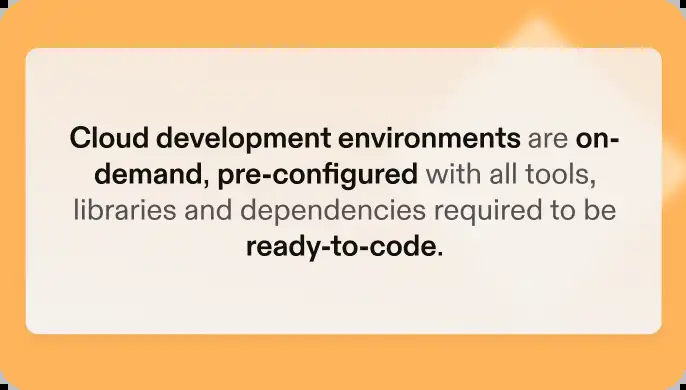 Cloud development environments are on-
demand, pre-configured with all tools,
libraries and dependencies required to be
ready-to-code.